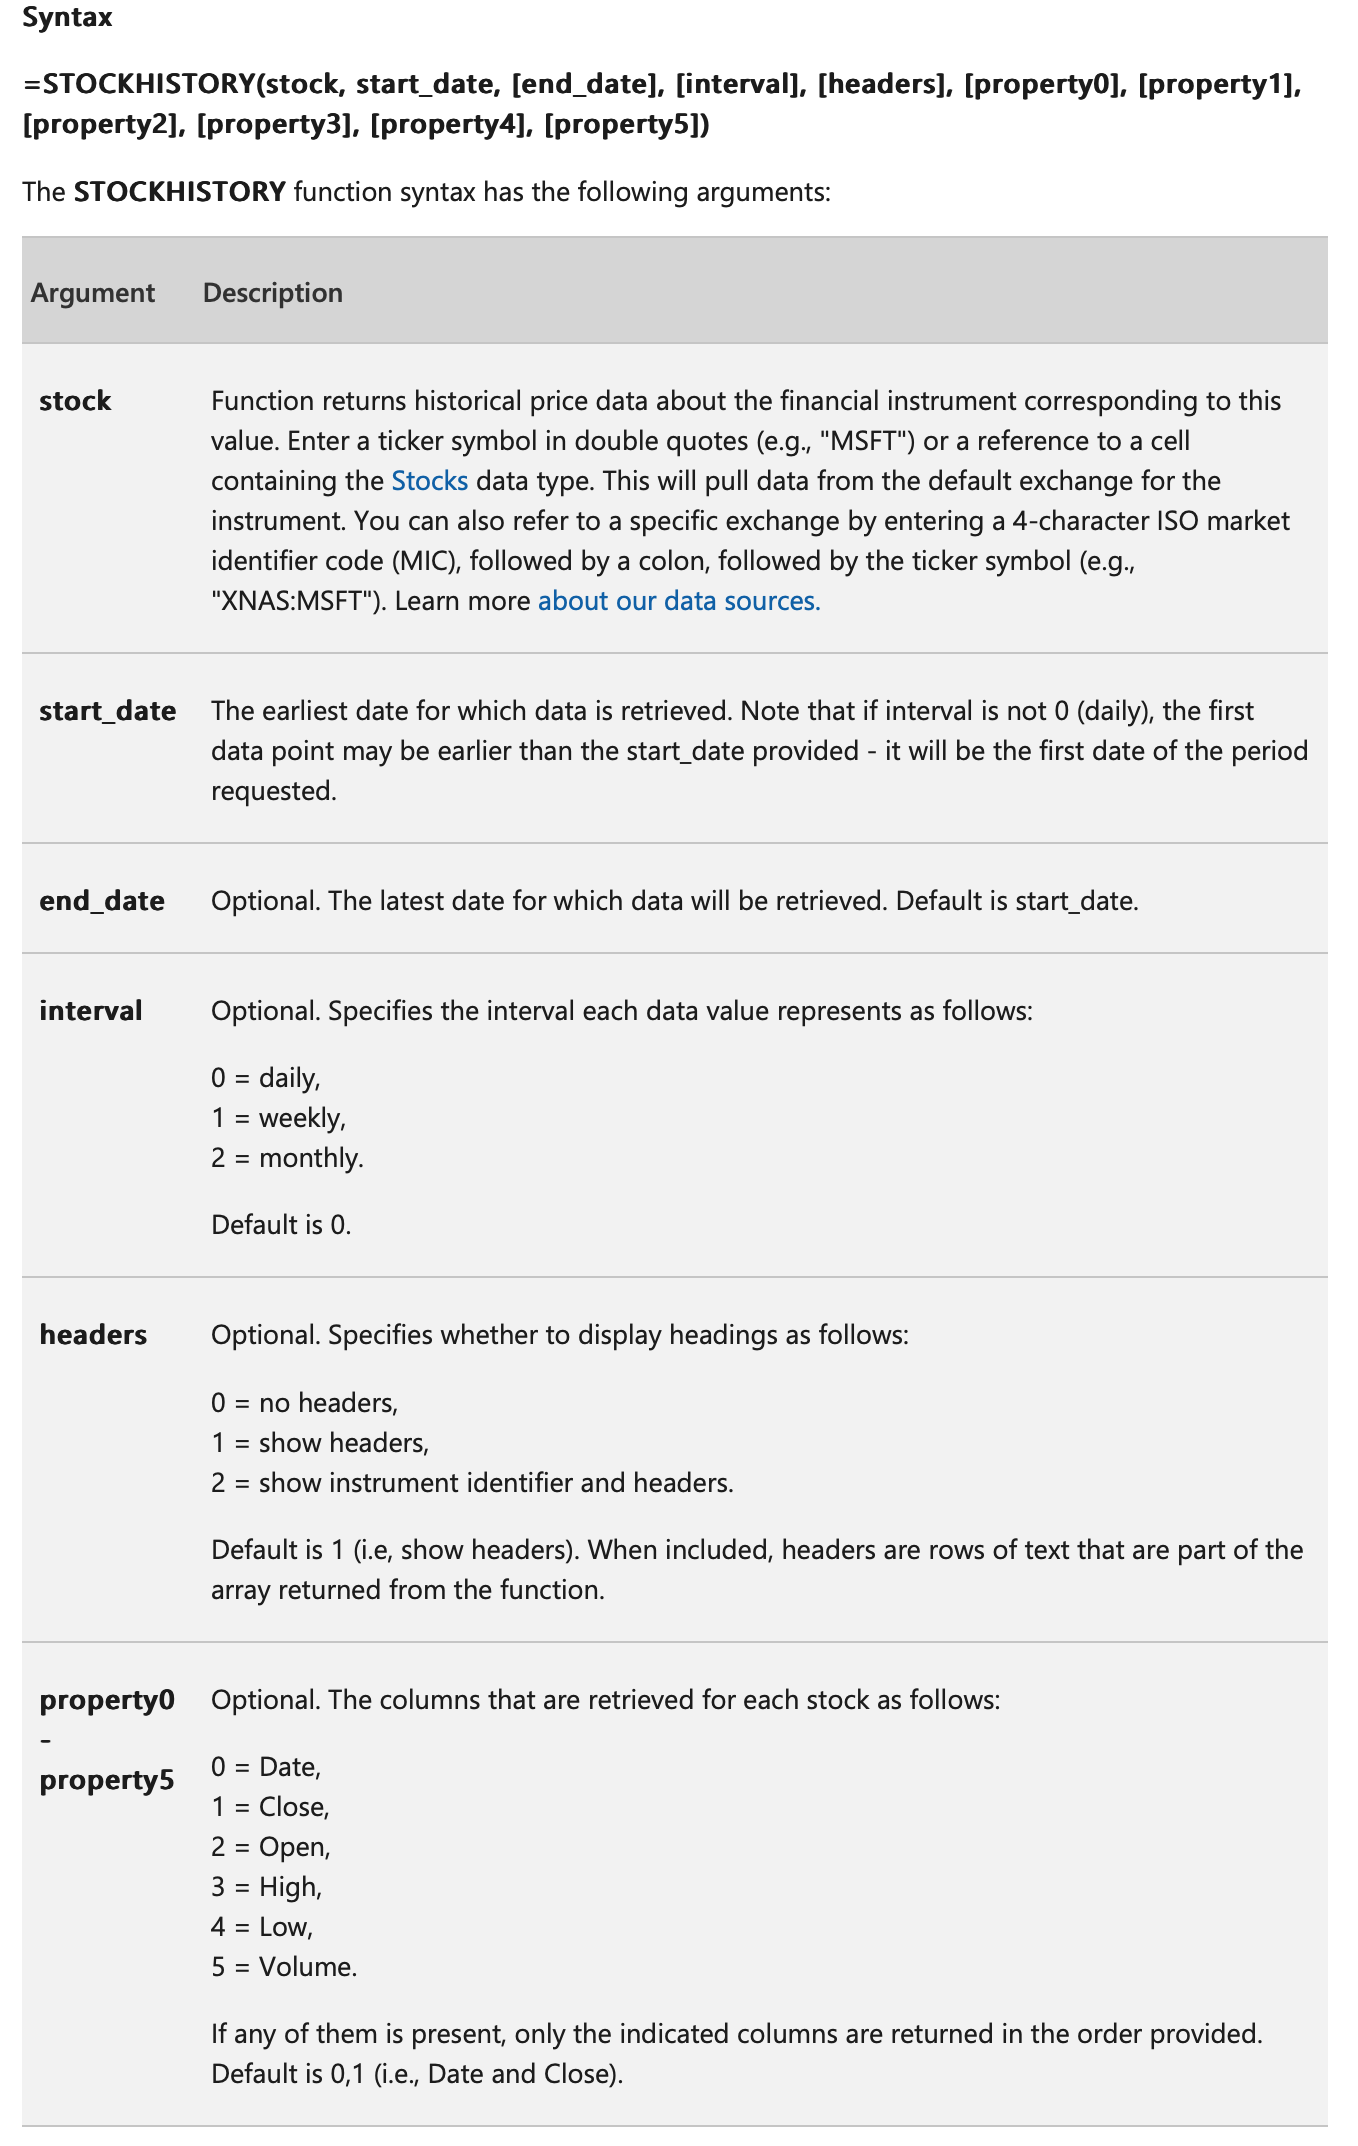 Syntax
=STOCKHISTORY(stock, start_date, [end_date], [interval], [headers], [property0], [property1],
[property2], [property3], [property4], [property5])
The STOCKHISTORY function syntax has the following arguments:
Argument Description
stock Function returns historical price data about the financial instrument corresponding to this
value. Enter a ticker symbol in double quotes (e.g., "MSFT") or a reference to a cell
containing the Stocks data type. This will pull data from the default exchange for the
instrument. You can also refer to a specific exchange by entering a 4-character ISO market
identifier code (MIC), followed by a colon, followed by the ticker symbol (e.g.,
"XNAS:MSFT"). Learn more about our data sources.
start_date The earliest date for which data is retrieved. Note that if interval is not 0 (daily), the first
data point may be earlier than the start_date provided - it will be the first date of the period
requested.
end_date Optional. The latest date for which data will be retrieved. Default is start_date.
interval Optional. Specifies the interval each data value represents as follows:
0 = daily,
1 = weekly,
2 = monthly.
Default is 0.
headers Optional. Specifies whether to display headings as follows:
0 = no headers,
1 = show headers,
2 = show instrument identifier and headers.
Default is 1 (i.e, show headers). When included, headers are rows of text that are part of the
array returned from the function.
property0
-
property5
Optional. The columns that are retrieved for each stock as follows:
0 = Date,
1 = Close,
2 = Open,
3 = High,
4 = Low,
5 = Volume.
If any of them is present, only the indicated columns are returned in the order provided.
Default is 0,1 (i.e., Date and Close).